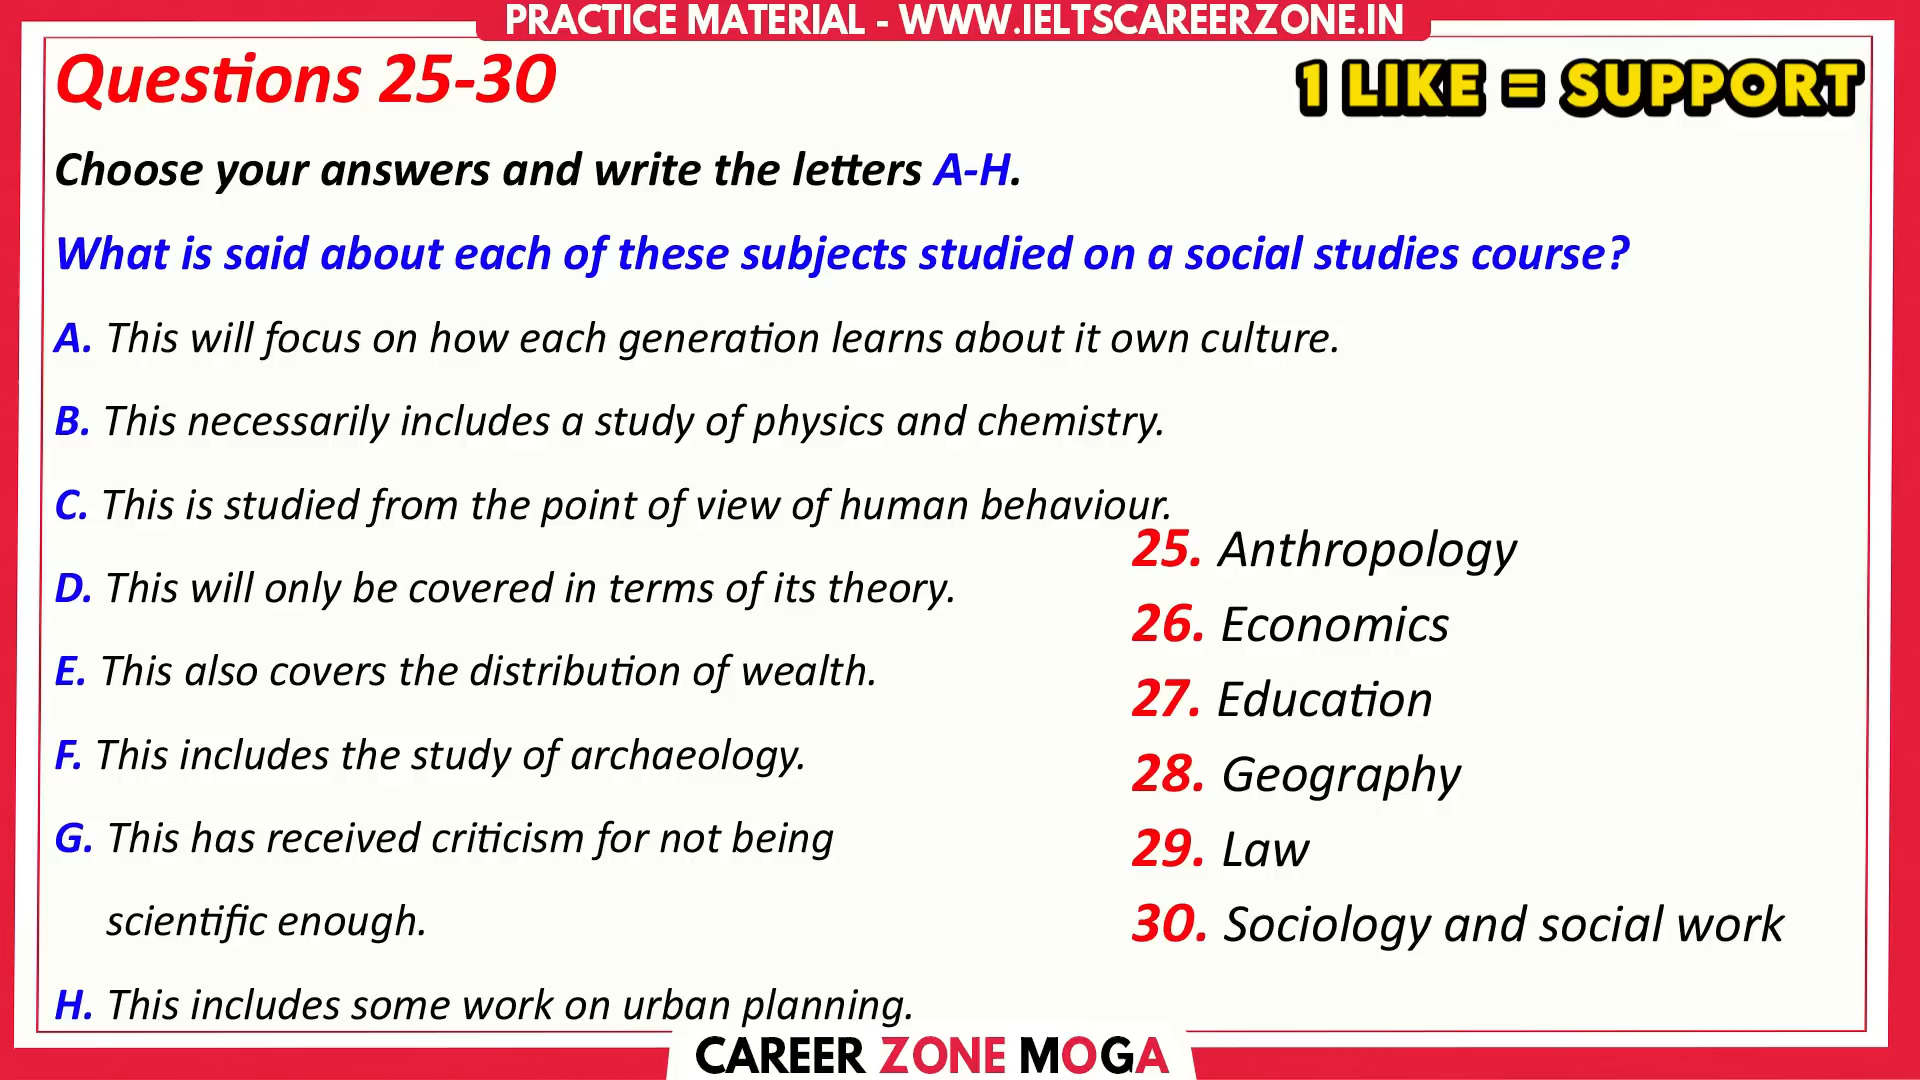 PRACTICE MATERIAL - WWW.IELTSCAREERZONE.IN
Questions 25-30
1 LIKE = SUPPORT
Choose your answers and write the letters A-H.
What is said about each of these subjects studied on a social studies course?
A. This will focus on how each generation learns about it own culture.
B. This necessarily includes a study of physics and chemistry.
C. This is studied from the point of view of human behaviour.
D. This will only be covered in terms of its theory.
E. This also covers the distribution of wealth.
F. This includes the study of archaeology.
G. This has received criticism for not being
scientific enough.
H. This includes some work on urban planning.
25. Anthropology
26. Economics
27. Education
28. Geography
29. Law
30. Sociology and social work
CAREER ZONE MOGA